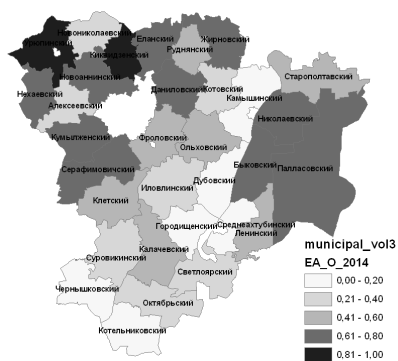 Новониколаевский
Урюпинский
Еланский
Жирновский
Руднянский
Киквидзенский
Новоаннинский
Старополтавский
Нехаевский
Даниловский
Котовский
Алексеевский
Камышинский
Николаевский
Кумылженский
Фроловский
Ольховский
Серафимовичский
Быковский
Палласовский
Дубовский
Иловлинский
Клетский
Городищенский
Среднеахтубинский
Ленинский
Калачевский
Суровикинский
Светлоярский
Чернышковский
Октябрьский
Котельниковский
municipal_vol3
EA_O_2014
0,00 - 0,20
0,21 - 0,40
0,41 - 0,60
0,61 - 0,80
0,81 - 1,00